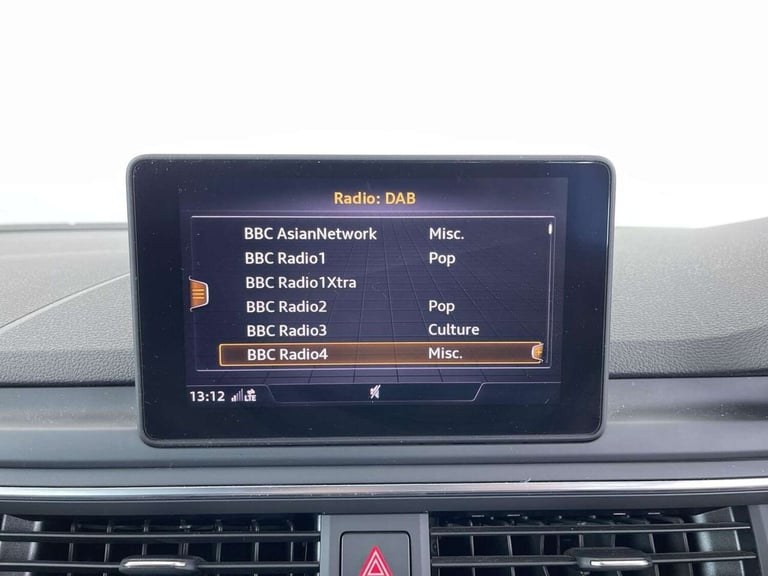 Radio: DAB
BBC AsianNetwork Misc.
BBC Radio1 Pop
BBC Radio1Xtra
BBC Radio2 Pop
BBC Radio3 Culture
BBC Radio4 Misc.
13:12 LTE